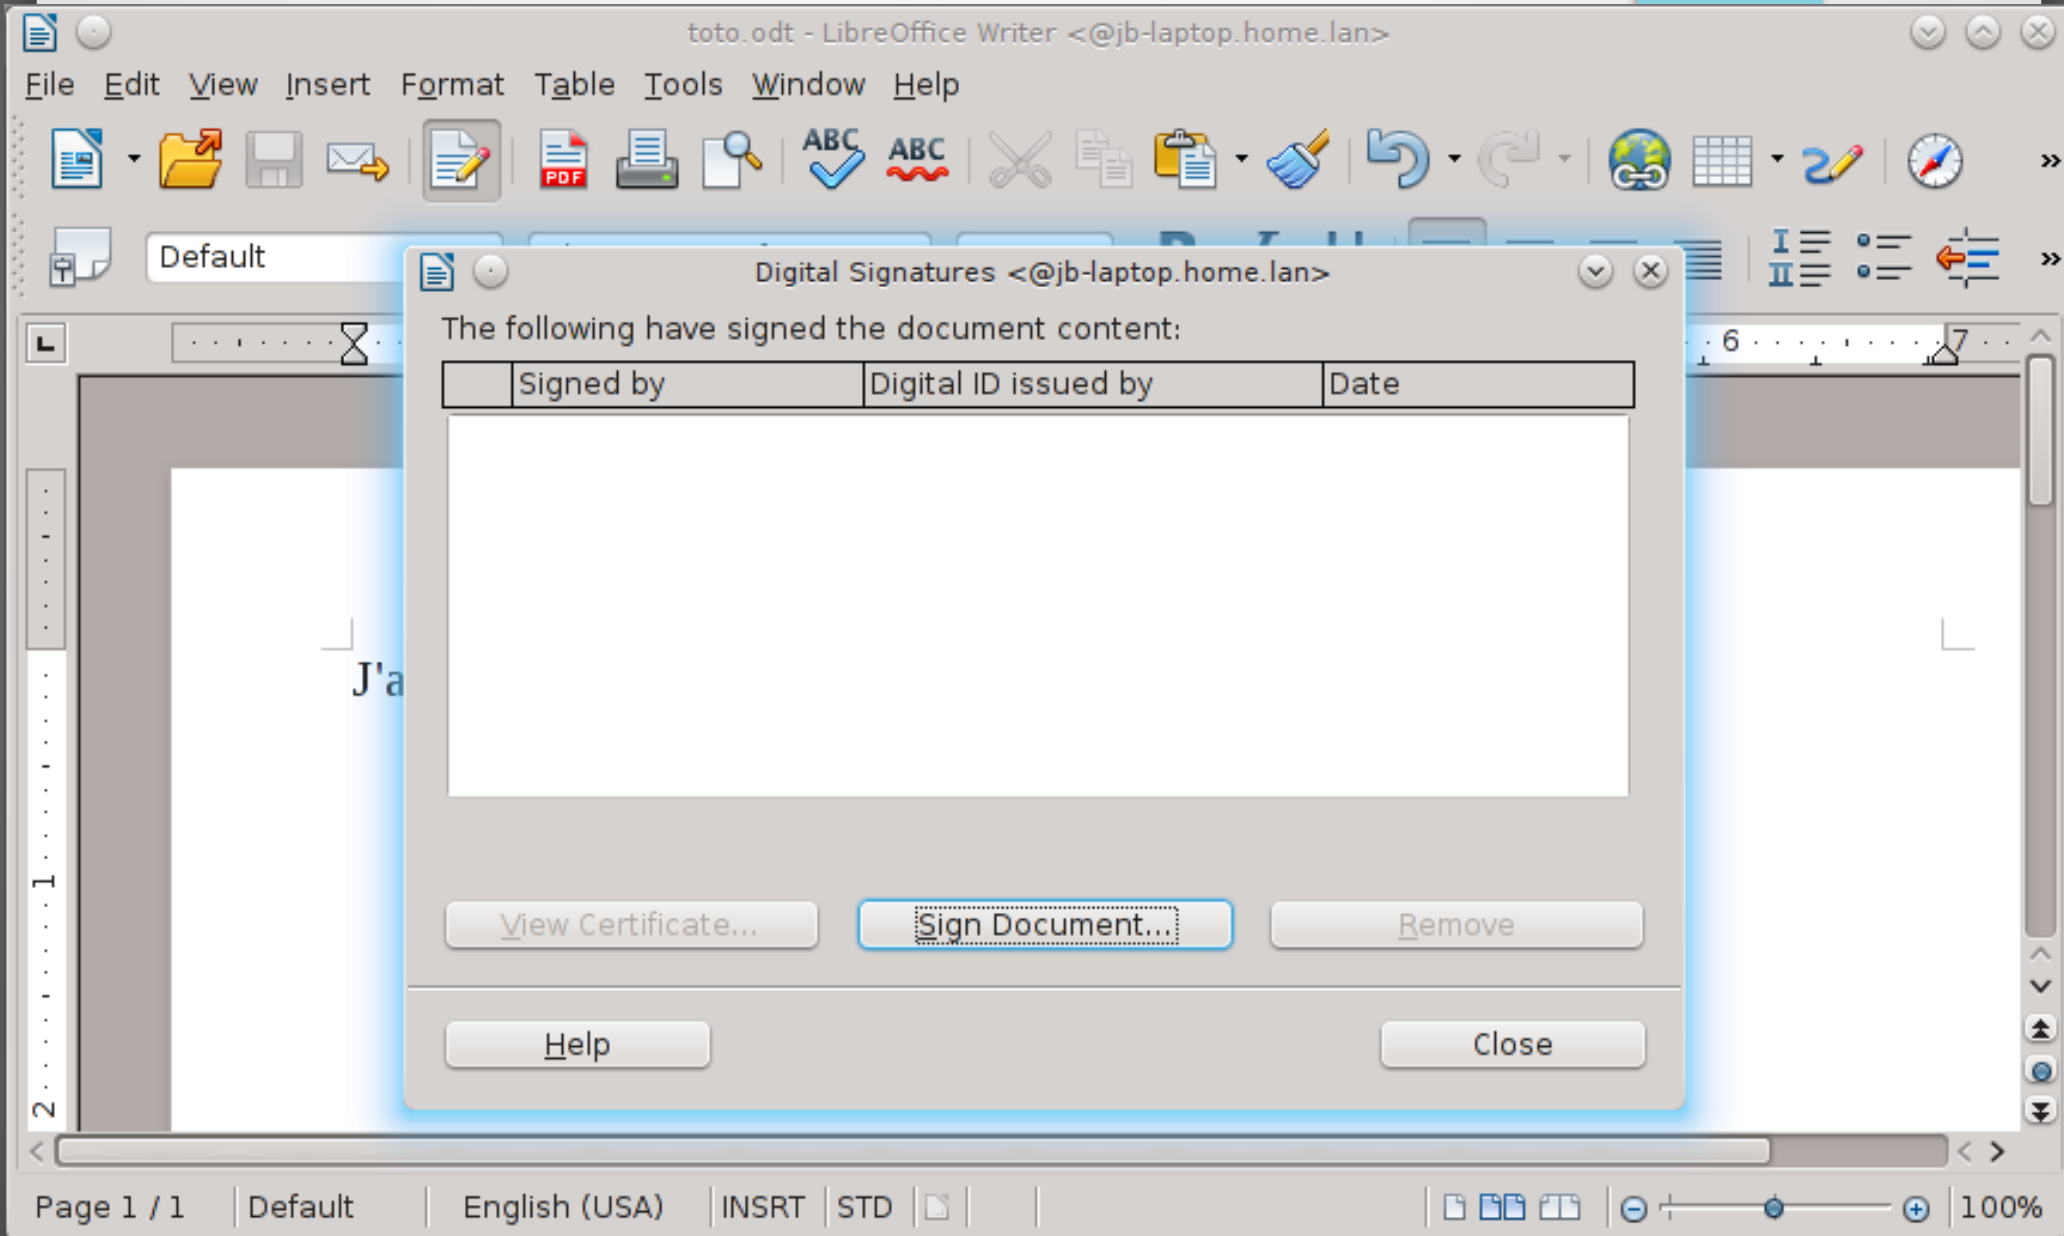 toto.odt - LibreOffice Writer <@jb-laptop.home.lan>
File Edit View Insert Format Table Tools Window Help
PDF ABC ABC
Default
Digital Signatures <@jb-laptop.home.lan>
The following have signed the document content:
6 7
Signed by Digital ID issued by Date
J'a
1
View Certificate... Sign Document... Remove
Help Close
2
Page 1 / 1 Default English (USA) INSRT STD 100%